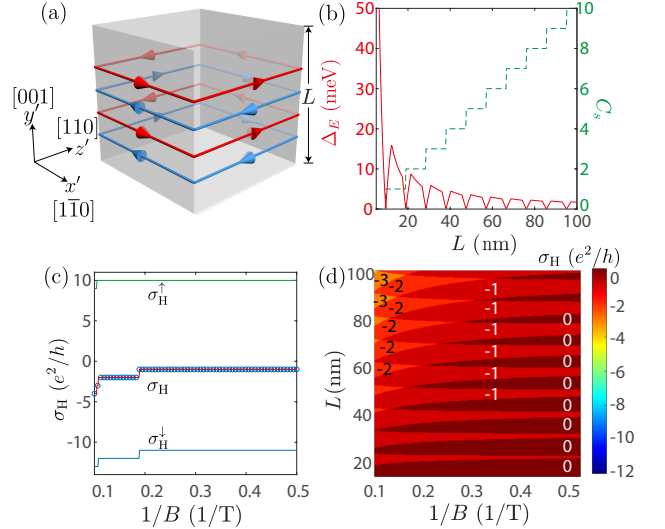 (a)
L
[001]
y′
[110]
z′
x′
[11̅0]
(b)
50
40
30
20
10
0
Δ_E (meV)
10
8
6
4
2
0
C_s
20 40 60 80 100
L (nm)
(c)
10
0
-5
-10
σ_H (e²/h)
σ_H^↑
σ_H
σ_H^↓
0.1 0.2 0.3 0.4 0.5
1/B (1/T)
(d)
σ_H (e²/h)
100
80
60
40
20
L(nm)
-3 -2 -1
-3 -2 -1 0
-2 -1 0
-2 -1 0
-2 -1 0
-1 0
0
0
0
0.1 0.2 0.3 0.4 0.5
1/B (1/T)
0
-2
-4
-6
-8
-10
-12